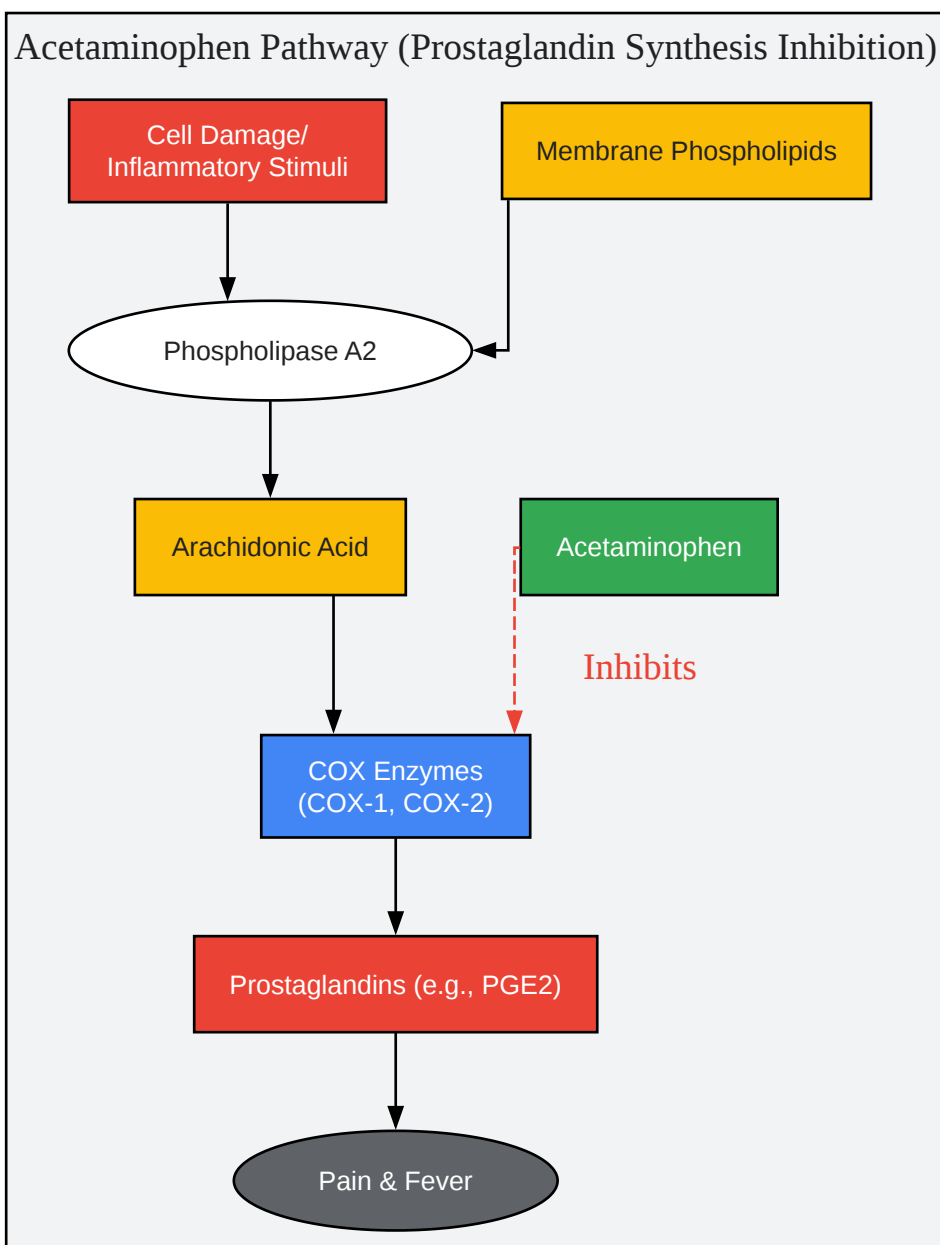 Acetaminophen Pathway (Prostaglandin Synthesis Inhibition)
Cell Damage/
Inflammatory Stimuli
Membrane Phospholipids
Phospholipase A2
Arachidonic Acid
Acetaminophen
Inhibits
COX Enzymes
(COX-1, COX-2)
Prostaglandins (e.g., PGE2)
Pain & Fever